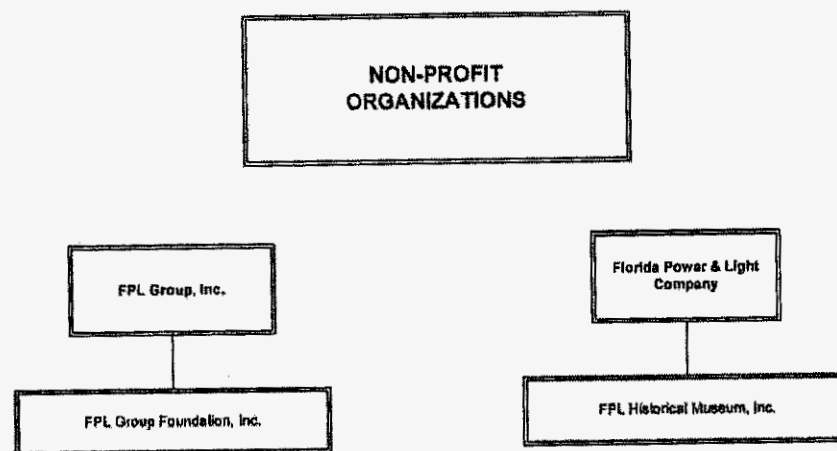 NON-PROFIT
ORGANIZATIONS
FPL Group, Inc.
Florida Power & Light
Company
FPL Group Foundation, Inc.
FPL Historical Museum, Inc.